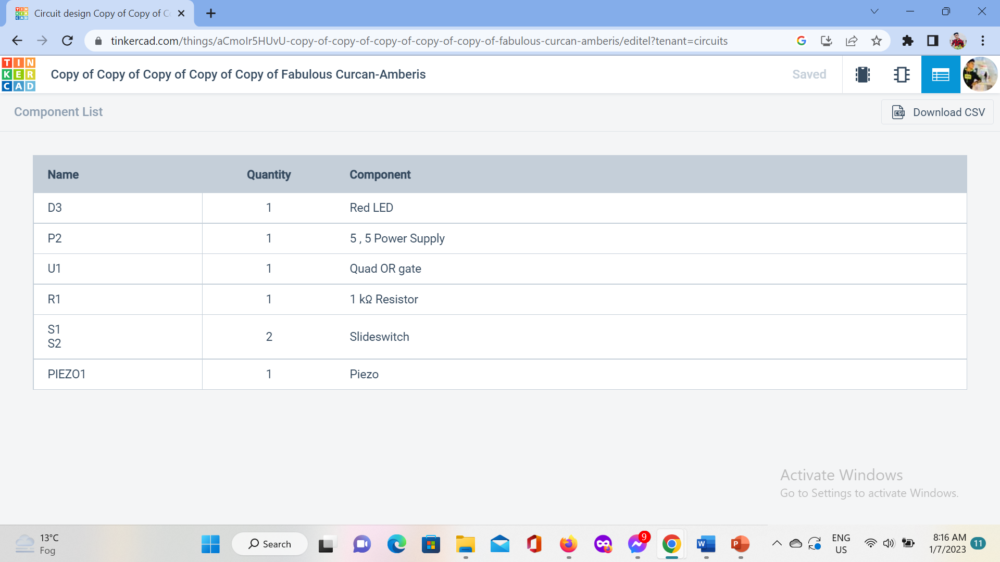 Circuit design Copy of Copy of C
tinkercad.com/things/aCmoIr5HUvU-copy-of-copy-of-copy-of-copy-of-copy-of-fabulous-curcan-amberis/editel?tenant=circuits
TIN
KER
CAD
Copy of Copy of Copy of Copy of Copy of Fabulous Curcan-Amberis
Saved
Component List
Download CSV
Name Quantity Component
D3 1 Red LED
P2 1 5 , 5 Power Supply
U1 1 Quad OR gate
R1 1 1 kΩ Resistor
S1
S2 2 Slideswitch
PIEZO1 1 Piezo
Activate Windows
Go to Settings to activate Windows.
13°C
Fog
Search
9
ENG
US
8:16 AM
1/7/2023
11